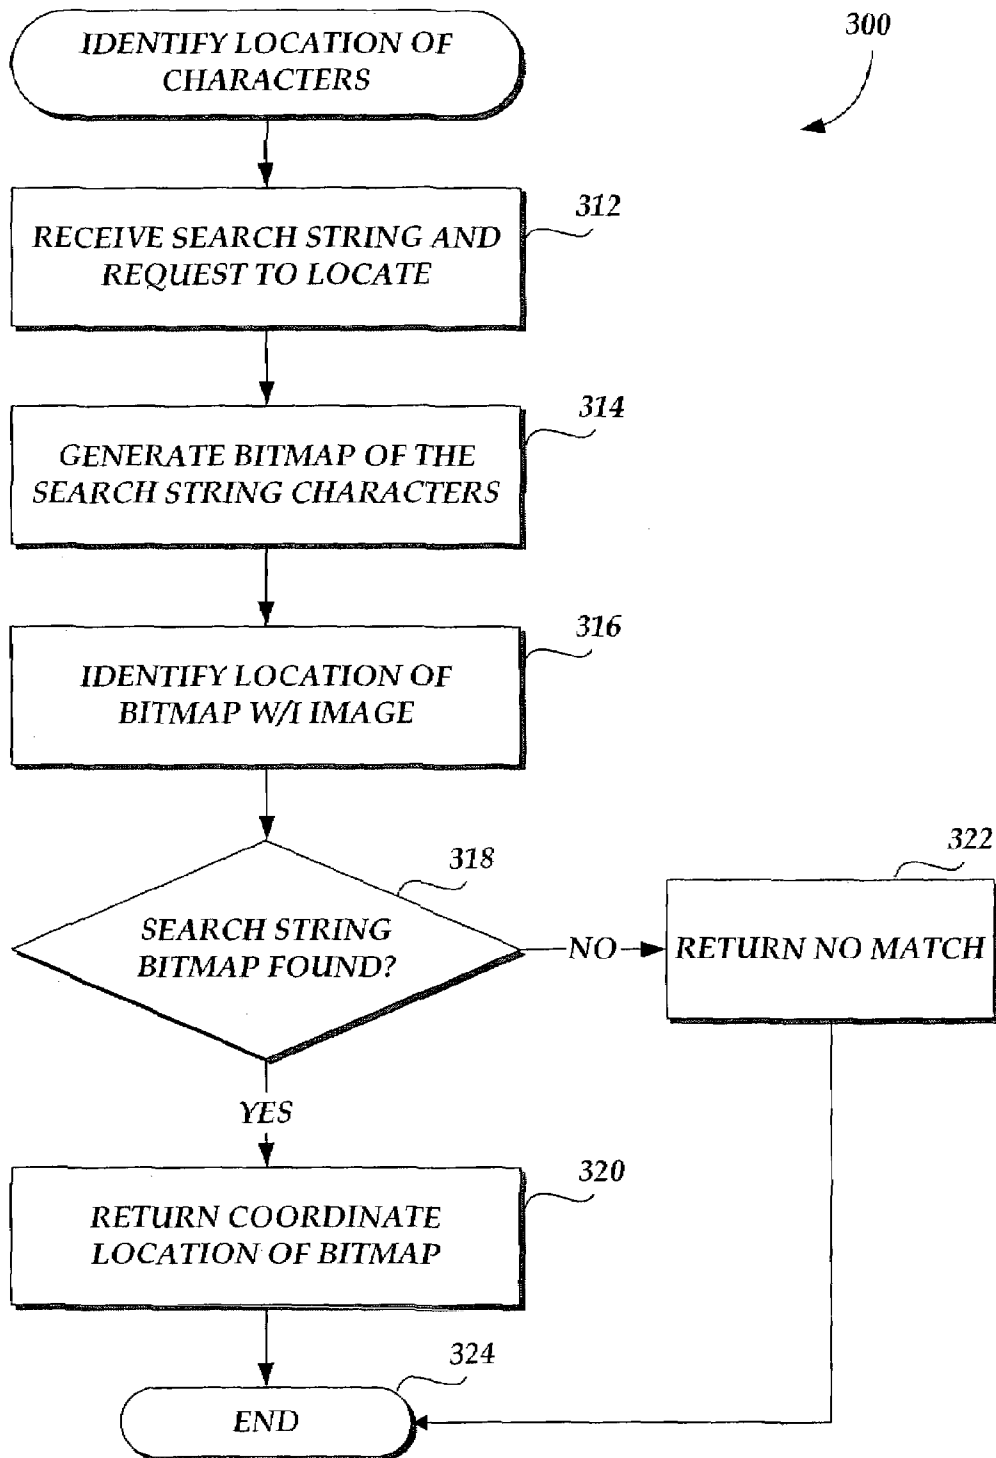 IDENTIFY LOCATION OF
CHARACTERS
300
312
RECEIVE SEARCH STRING AND
REQUEST TO LOCATE
314
GENERATE BITMAP OF THE
SEARCH STRING CHARACTERS
316
IDENTIFY LOCATION OF
BITMAP W/I IMAGE
318
SEARCH STRING
BITMAP FOUND?
NO
322
RETURN NO MATCH
YES
320
RETURN COORDINATE
LOCATION OF BITMAP
324
END